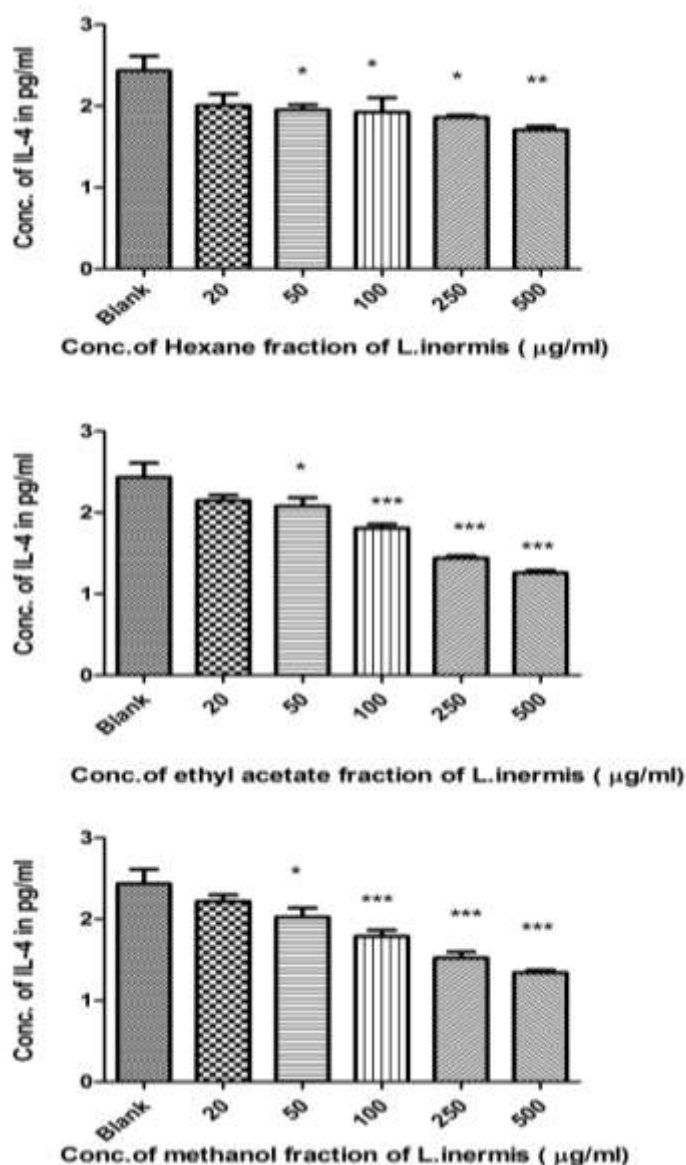 Conc. of IL-4 in pg/ml
3
2
1
0
* * * **
Blank 20 50 100 250 500
Conc.of Hexane fraction of L.inermis ( μg/ml)
Conc. of IL-4 in pg/ml
3
2
1
0
* *** *** ***
Blank 20 50 100 250 500
Conc.of ethyl acetate fraction of L.inermis ( μg/ml)
Conc. of IL-4 in pg/ml
3
2
1
0
* *** *** ***
Blank 20 50 100 250 500
Conc.of methanol fraction of L.inermis ( μg/ml)